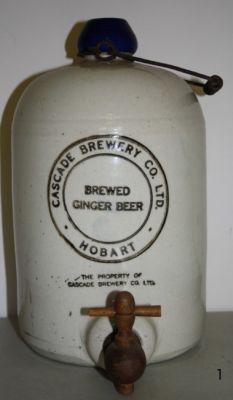 CASCADE BREWERY CO. LTD.
BREWED
GINGER BEER
· HOBART ·
THE PROPERTY OF
CASCADE BREWERY CO. LTD.
1